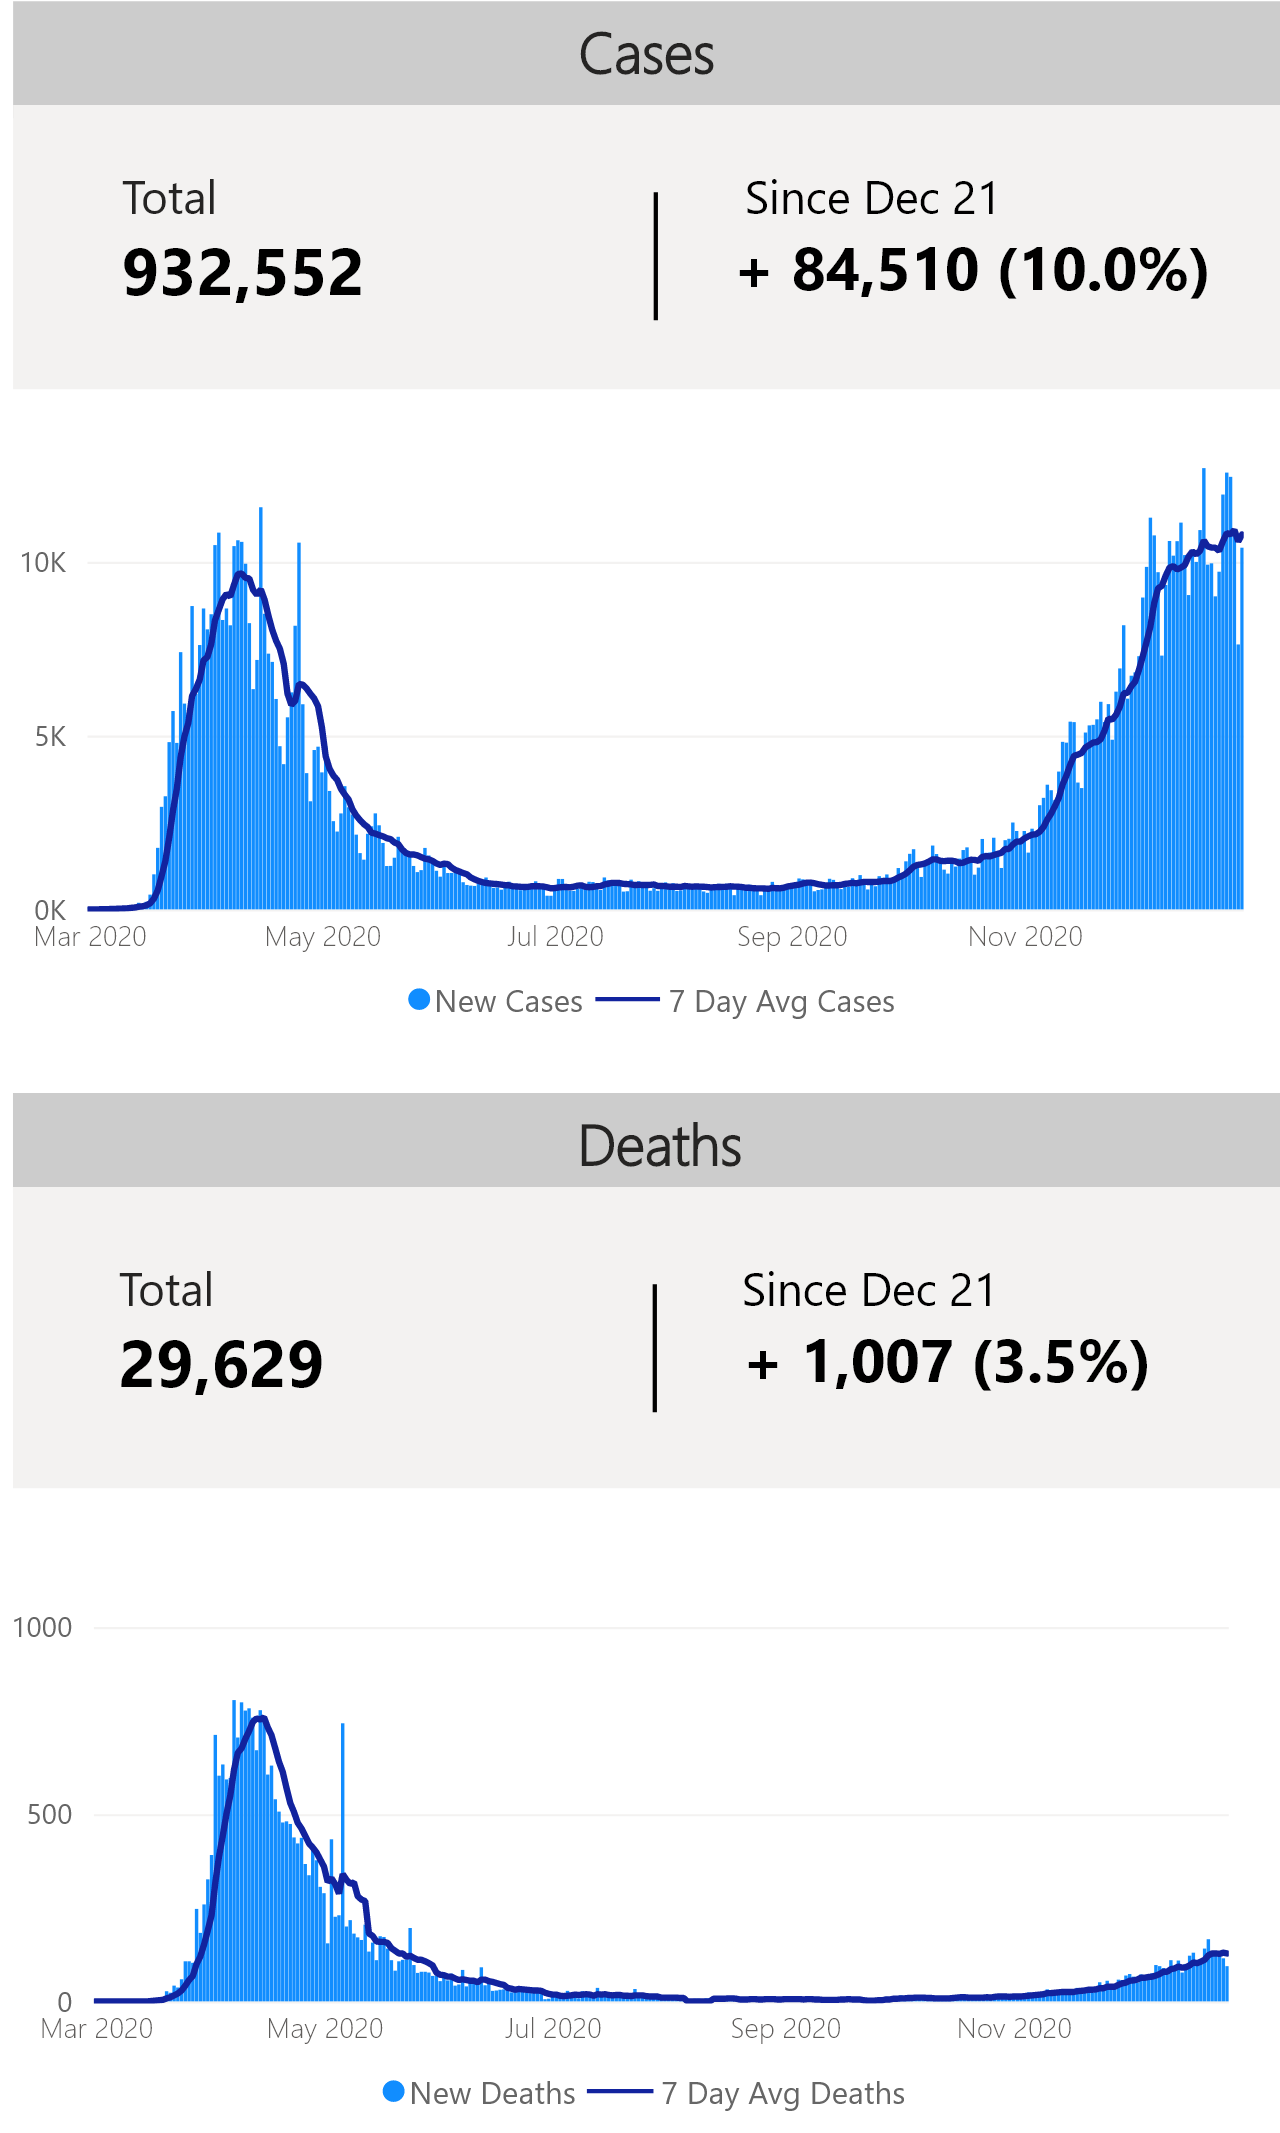 Cases
Total
Since Dec 21
932,552
+ 84,510 (10.0%)
10K
5K
0K
Mar 2020
May 2020
Jul 2020
Sep 2020
Nov 2020
New Cases
7 Day Avg Cases
Deaths
Total
Since Dec 21
29,629
+ 1,007 (3.5%)
1000
500
0
Mar 2020
May 2020
Jul 2020
Sep 2020
Nov 2020
New Deaths
7 Day Avg Deaths